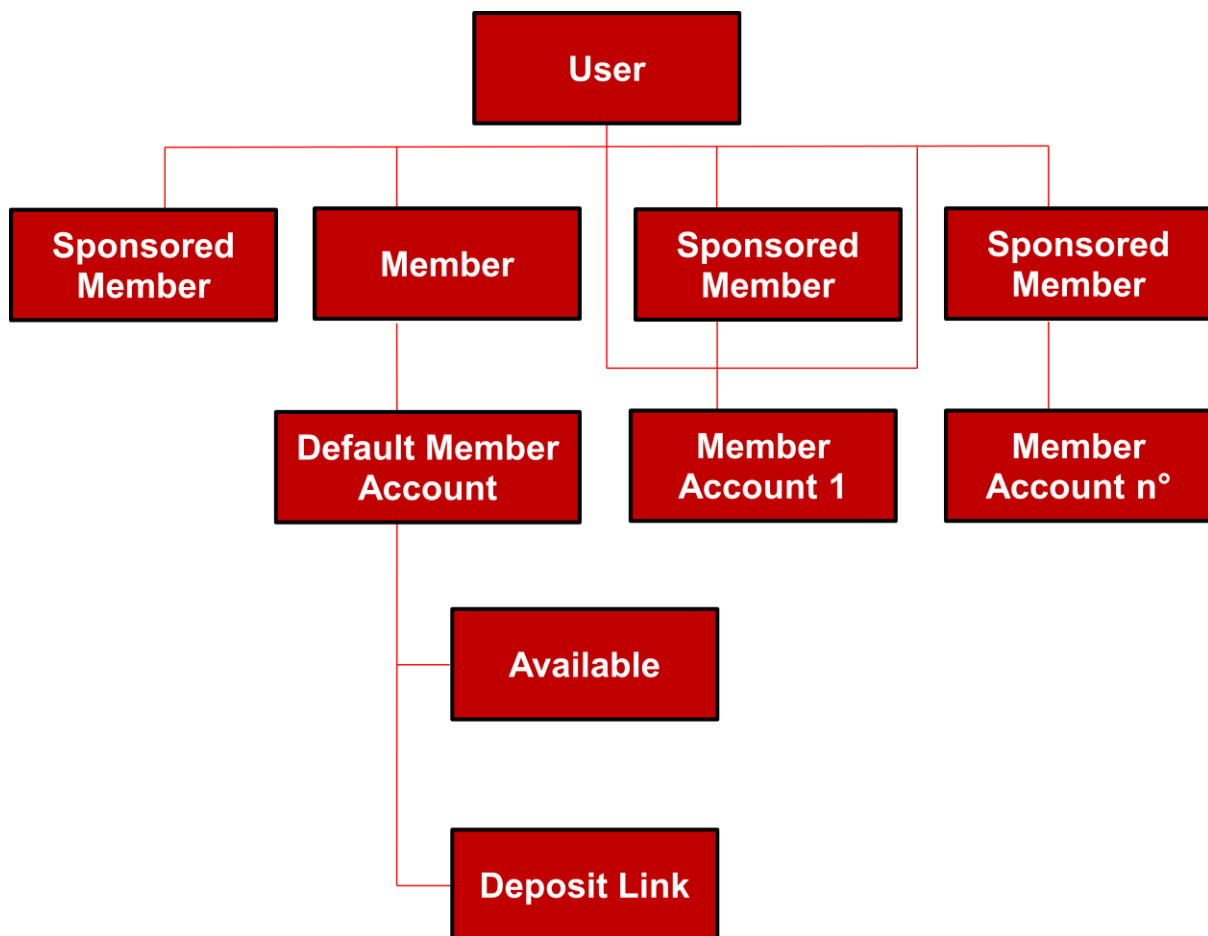 User
Sponsored
Member
Member
Sponsored
Member
Sponsored
Member
Default Member
Account
Member
Account 1
Member
Account n°
Available
Deposit Link